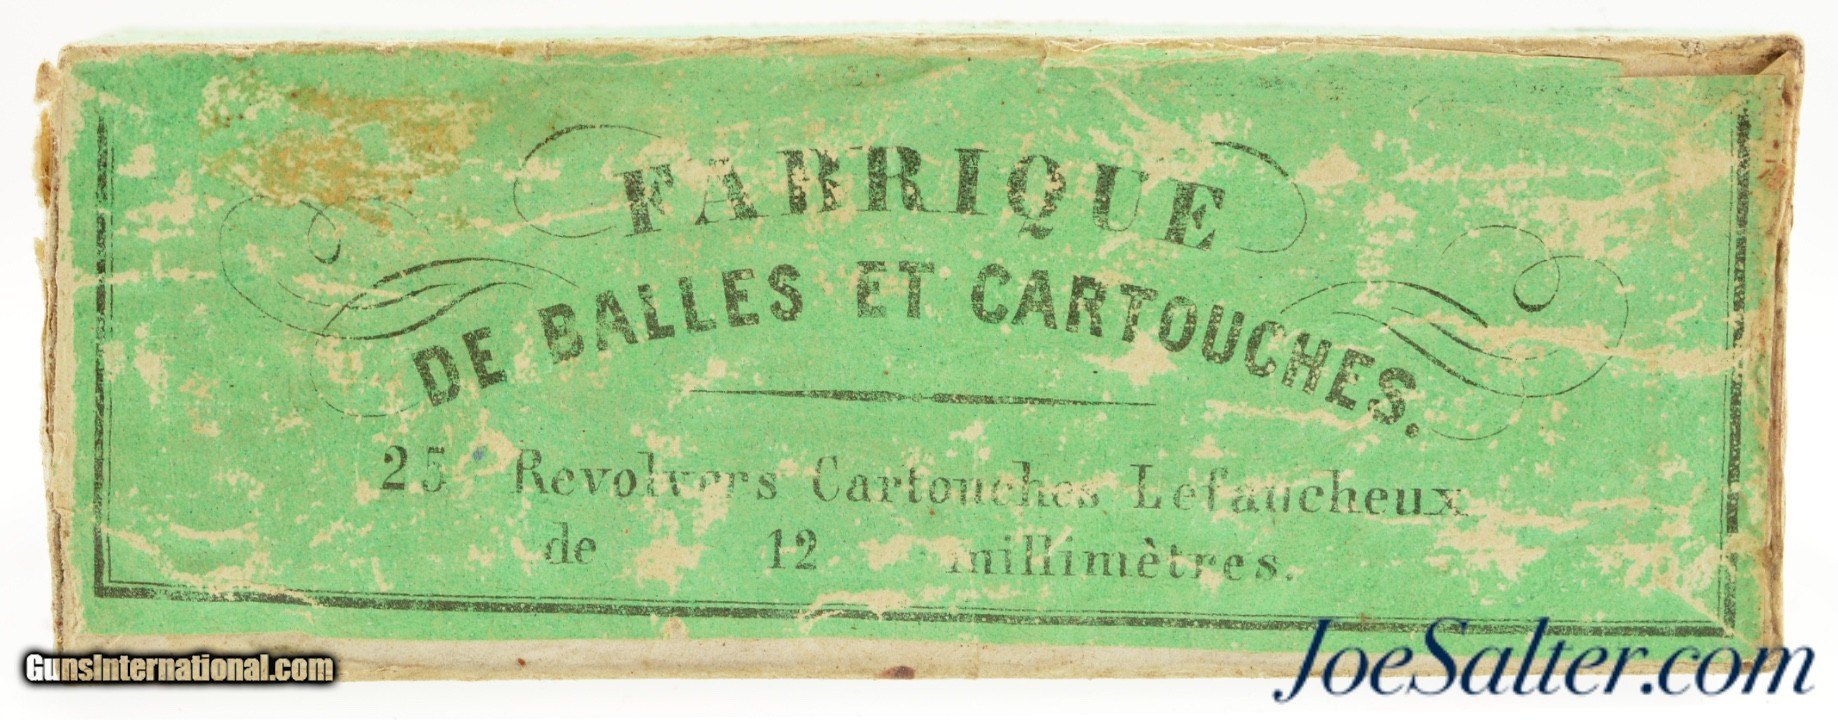 FABRIQUE
DE BALLES ET CARTOUCHES.
25 Revolvers Cartouches Lefaucheux
de 12 millimètres.
GunsInternational.com
JoeSalter.com